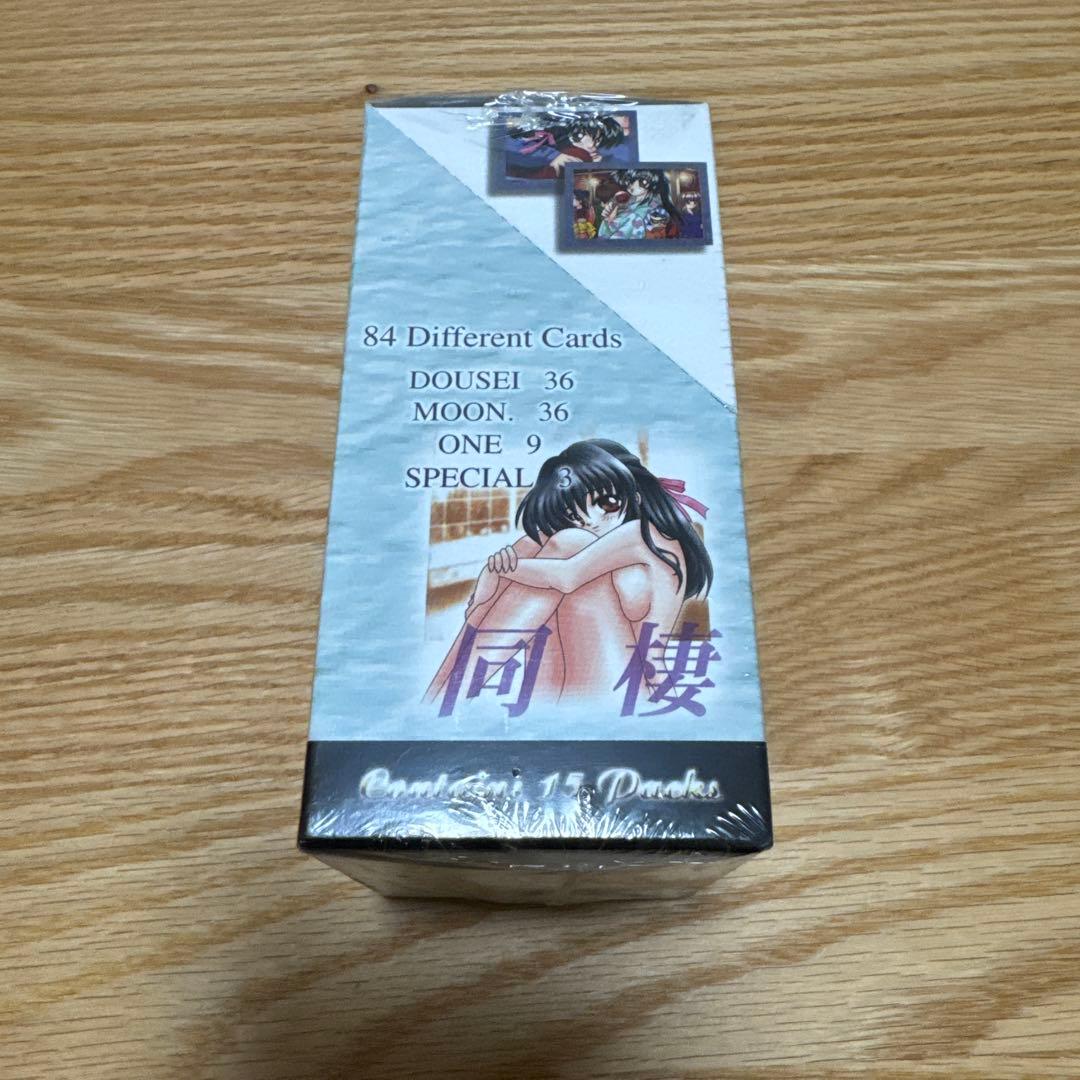 84 Different Cards
DOUSEI 36
MOON. 36
ONE 9
SPECIAL 3
同棲
Contains 15 Packs